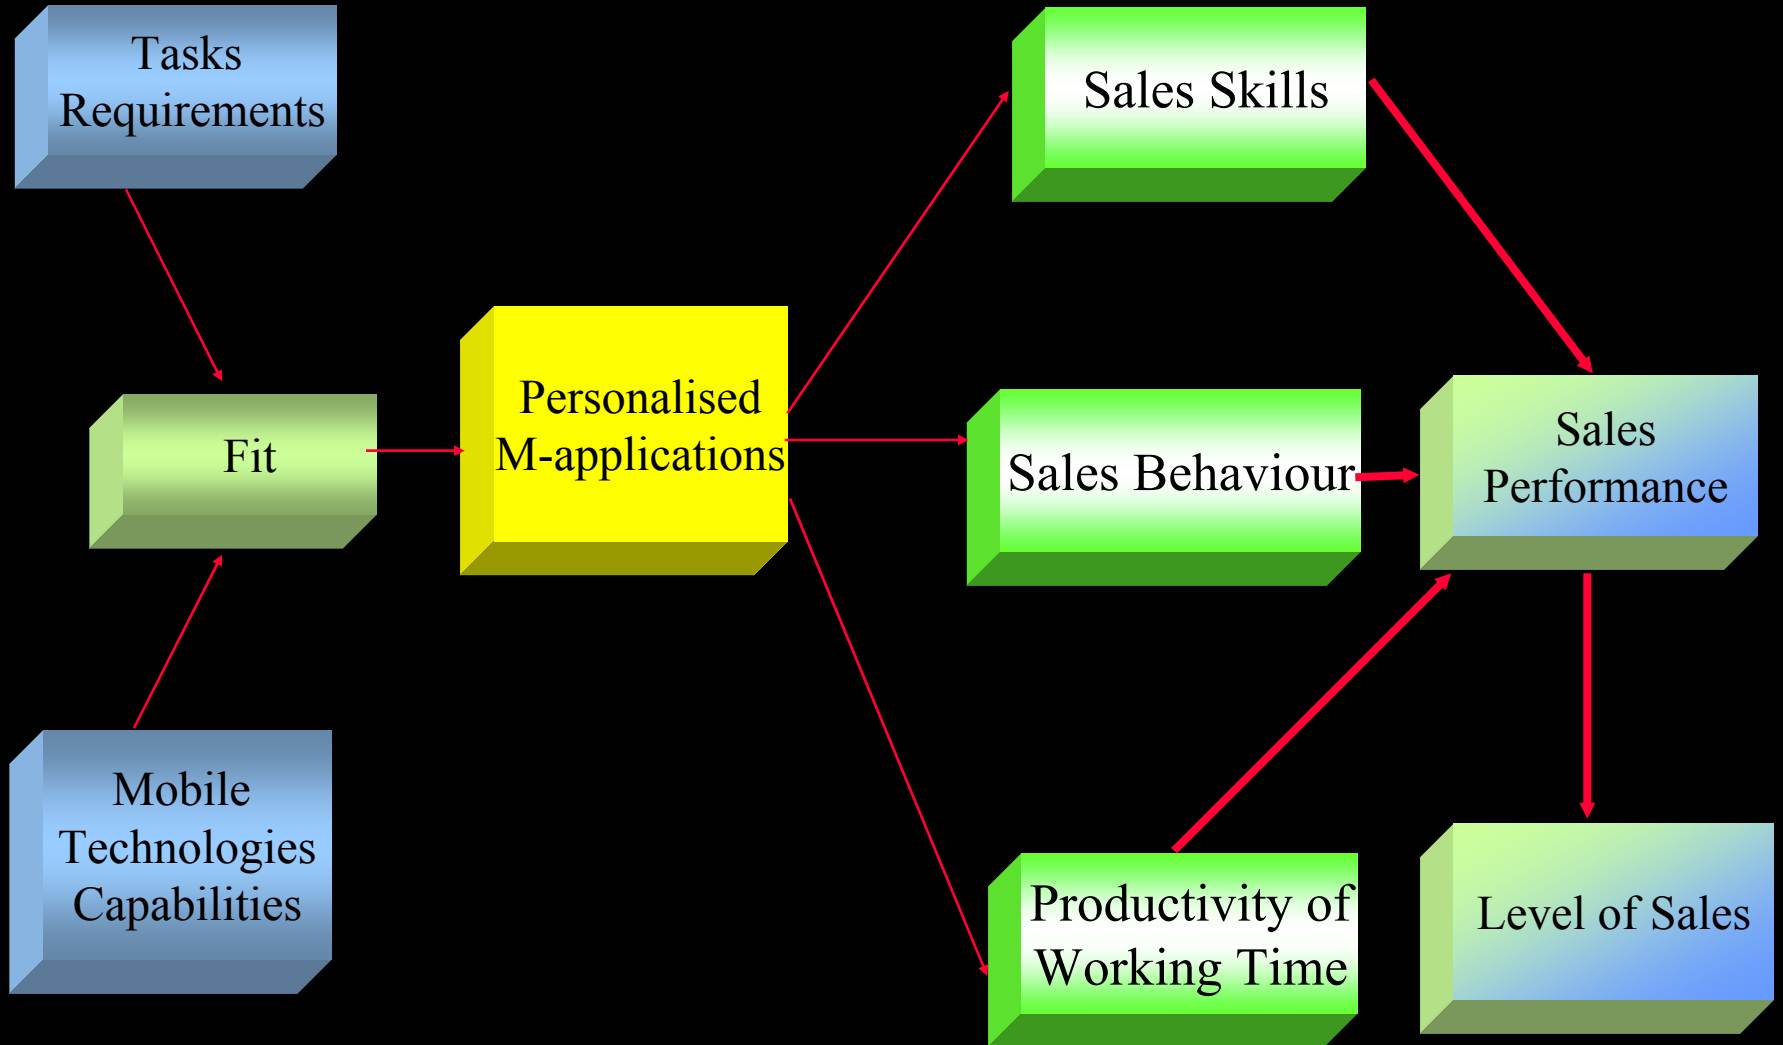 Tasks
Requirements
Sales Skills
Fit
Personalised
M-applications
Sales Behaviour
Sales
Performance
Mobile
Technologies
Capabilities
Productivity of
Working Time
Level of Sales